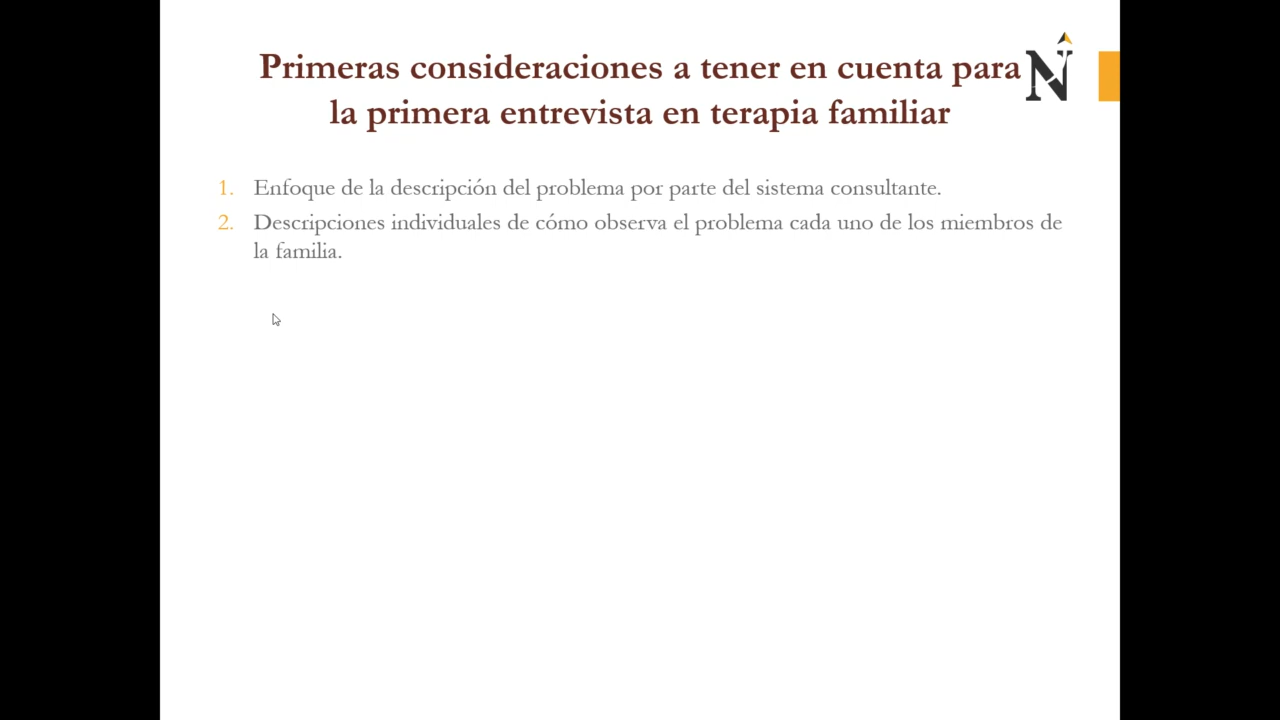 Primeras consideraciones a tener en cuenta para
la primera entrevista en terapia familiar
N
1. Enfoque de la descripción del problema por parte del sistema consultante.
2. Descripciones individuales de cómo observa el problema cada uno de los miembros de
la familia.